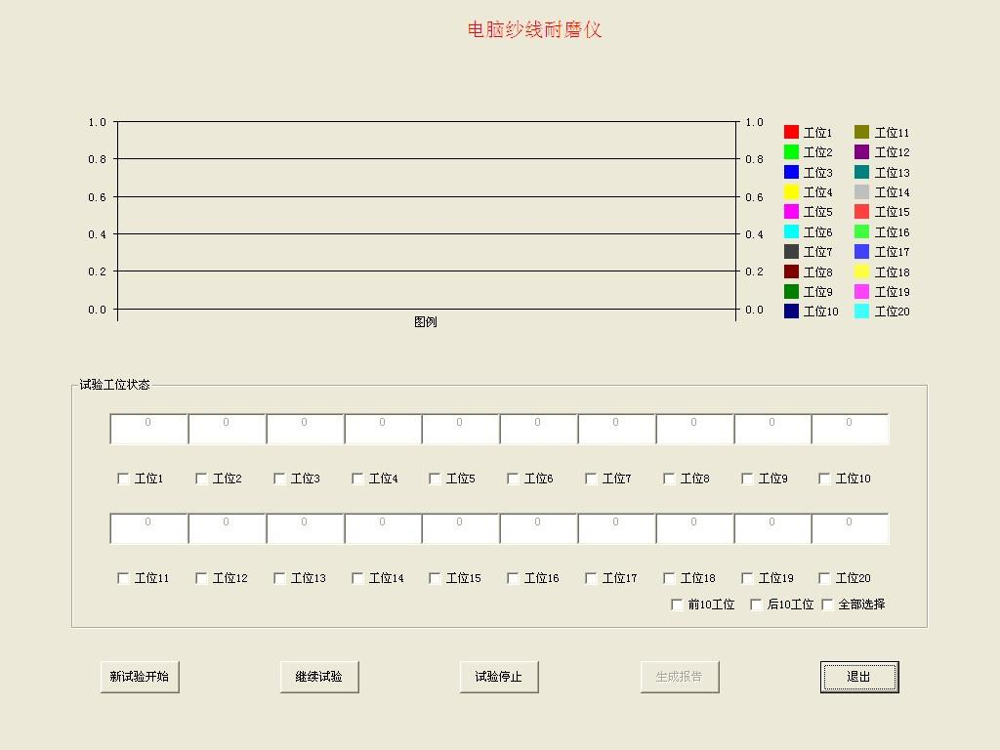 电脑纱线耐磨仪
1.0 1.0
0.8 0.8
0.6 0.6
0.4 0.4
0.2 0.2
0.0 0.0
图例
工位1 工位11
工位2 工位12
工位3 工位13
工位4 工位14
工位5 工位15
工位6 工位16
工位7 工位17
工位8 工位18
工位9 工位19
工位10 工位20
试验工位状态
0 0 0 0 0 0 0 0 0 0
工位1 工位2 工位3 工位4 工位5 工位6 工位7 工位8 工位9 工位10
0 0 0 0 0 0 0 0 0 0
工位11 工位12 工位13 工位14 工位15 工位16 工位17 工位18 工位19 工位20
前10工位 后10工位 全部选择
新试验开始 继续试验 试验停止 生成报告 退出